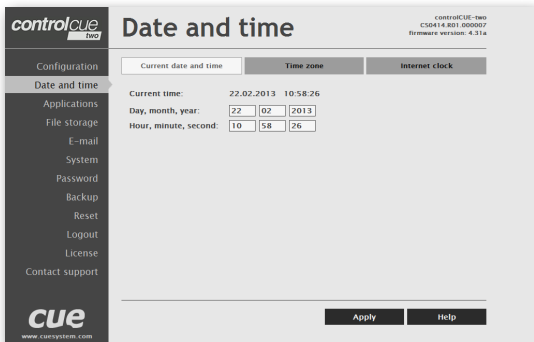 controlcue
two
Date and time
controlCUE-two
CS0414.R01.000007
firmware version: 4.31a
Configuration
Date and time
Applications
File storage
E-mail
System
Password
Backup
Reset
Logout
License
Contact support
Current date and time
Time zone
Internet clock
Current time: 22.02.2013 10:58:26
Day, month, year: 22 02 2013
Hour, minute, second: 10 58 26
Apply
Help
cue
www.cuesystem.com